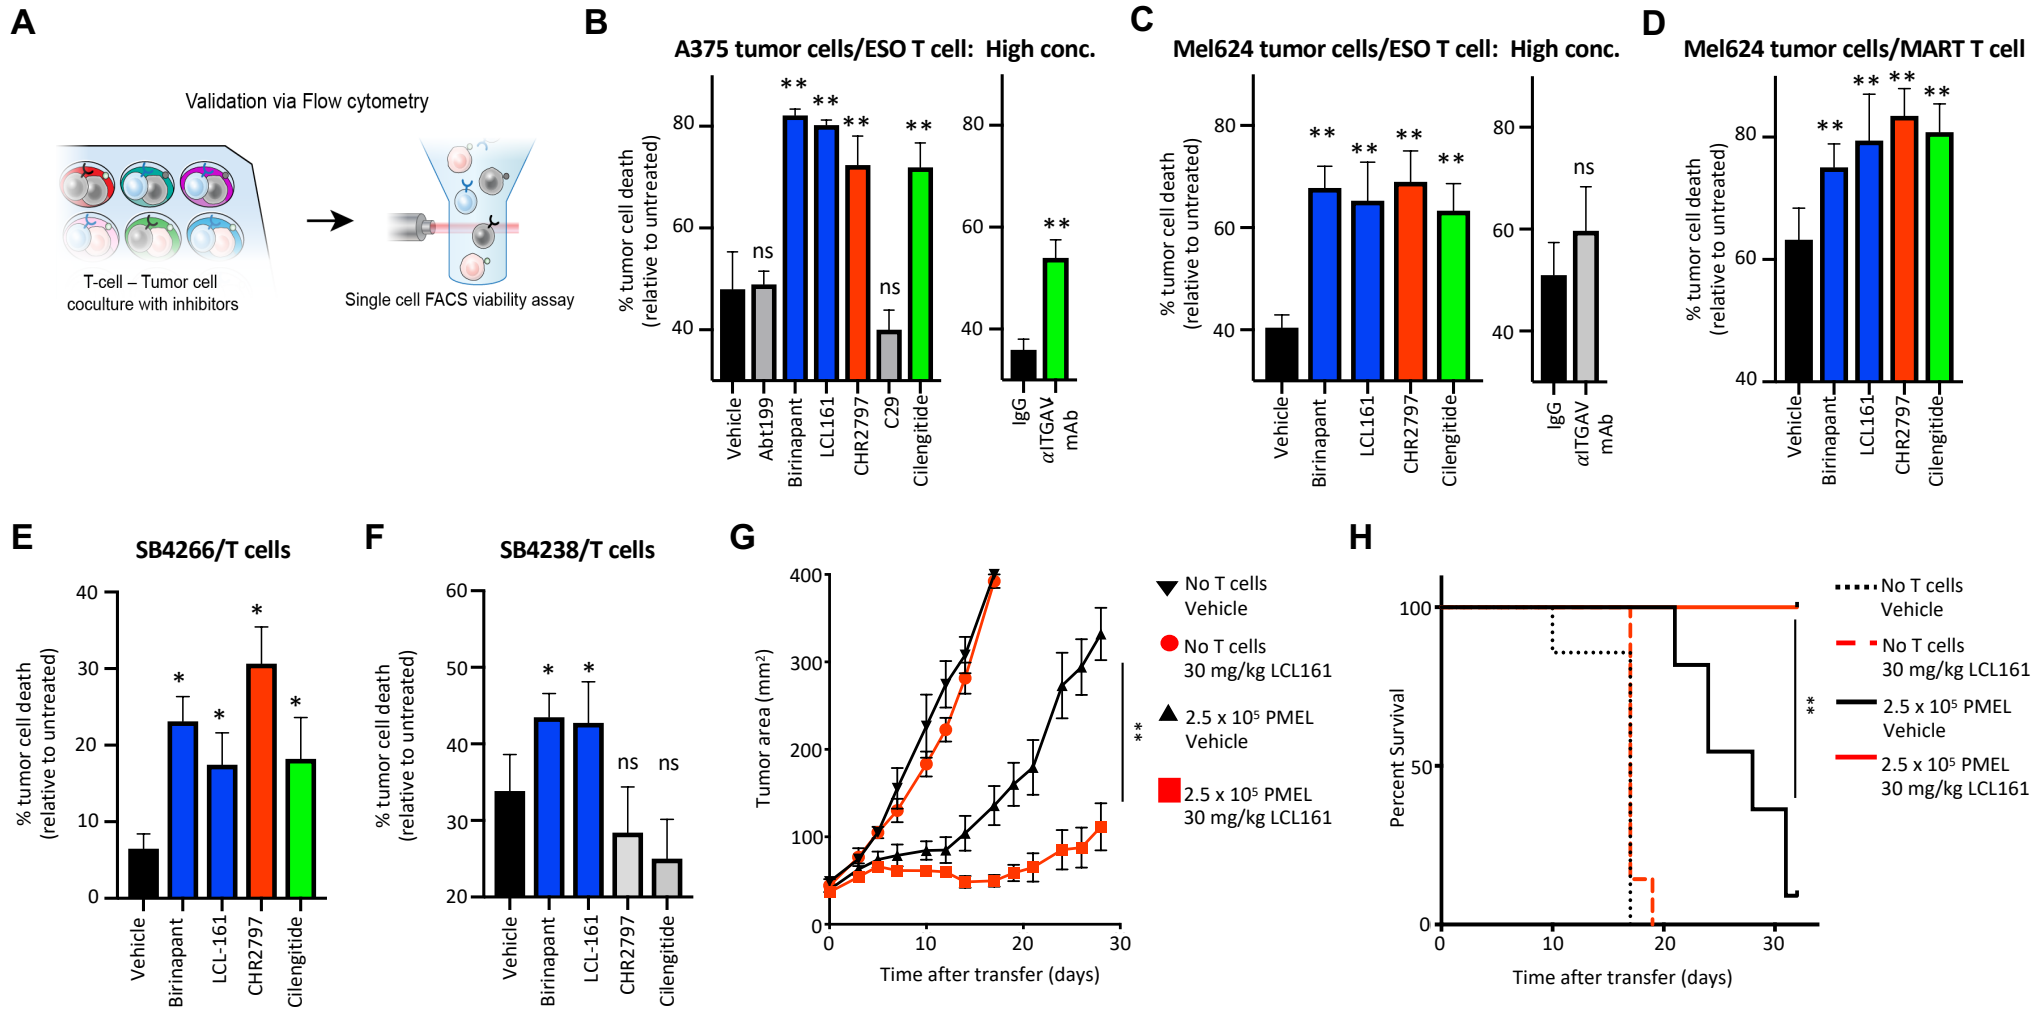 A
Validation via Flow cytometry
T-cell – Tumor cell
coculture with inhibitors
Single cell FACS viability assay
B
A375 tumor cells/ESO T cell: High conc.
% tumor cell death
(relative to untreated)
80
60
40
ns
**
**
**
ns
**
Vehicle
Abt199
Birinapant
LCL161
CHR2797
C29
Cilengitide
80
60
40
**
IgG
αITGAV
mAb
C
Mel624 tumor cells/ESO T cell: High conc.
% tumor cell death
(relative to untreated)
80
60
40
**
**
**
**
Vehicle
Birinapant
LCL161
CHR2797
Cilengitide
80
60
40
ns
IgG
αITGAV
mAb
D
Mel624 tumor cells/MART T cell
% tumor cell death
(relative to untreated)
80
60
40
**
**
**
**
Vehicle
Birinapant
LCL161
CHR2797
Cilengitide
E
SB4266/T cells
% tumor cell death
(relative to untreated)
40
30
20
10
0
*
*
*
*
Vehicle
Birinapant
LCL-161
CHR2797
Cilengitide
F
SB4238/T cells
% tumor cell death
(relative to untreated)
60
50
40
30
20
*
*
ns
ns
Vehicle
Birinapant
LCL-161
CHR2797
Cilengitide
G
Tumor area (mm²)
400
300
200
100
0
0
10
20
30
Time after transfer (days)
No T cells
Vehicle
No T cells
30 mg/kg LCL161
2.5 x 10⁵ PMEL
Vehicle
2.5 x 10⁵ PMEL
30 mg/kg LCL161
**
H
Percent Survival
100
50
0
0
10
20
30
Time after transfer (days)
**
No T cells
Vehicle
No T cells
30 mg/kg LCL161
2.5 x 10⁵ PMEL
Vehicle
2.5 x 10⁵ PMEL
30 mg/kg LCL161